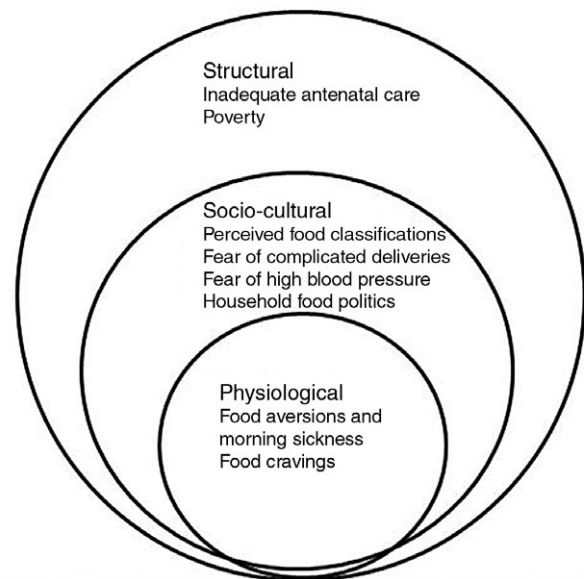 Structural
Inadequate antenatal care
Poverty
Socio-cultural
Perceived food classifications
Fear of complicated deliveries
Fear of high blood pressure
Household food politics
Physiological
Food aversions and
morning sickness
Food cravings